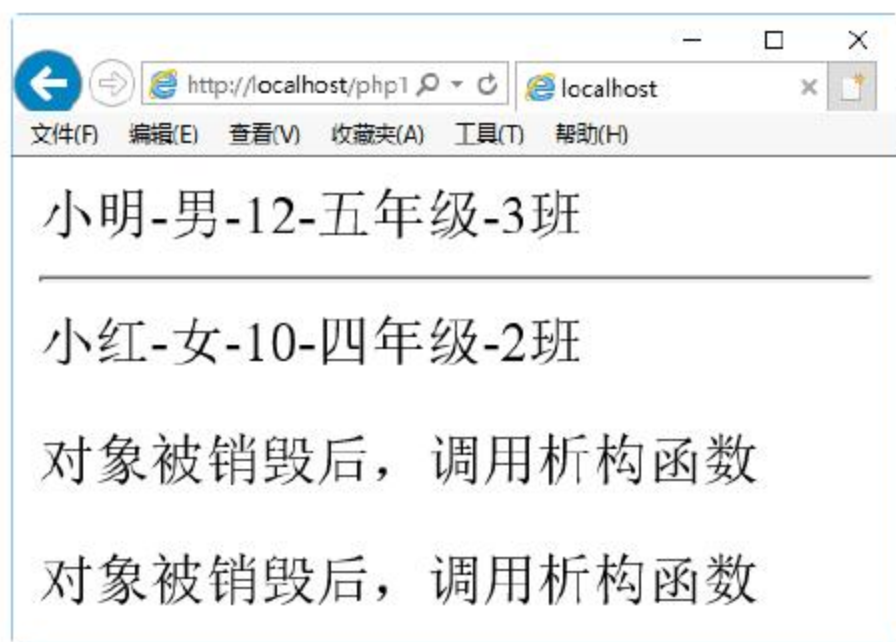 http://localhost/php1 localhost
文件(F) 编辑(E) 查看(V) 收藏夹(A) 工具(T) 帮助(H)
小明-男-12-五年级-3班
小红-女-10-四年级-2班
对象被销毁后，调用析构函数
对象被销毁后，调用析构函数